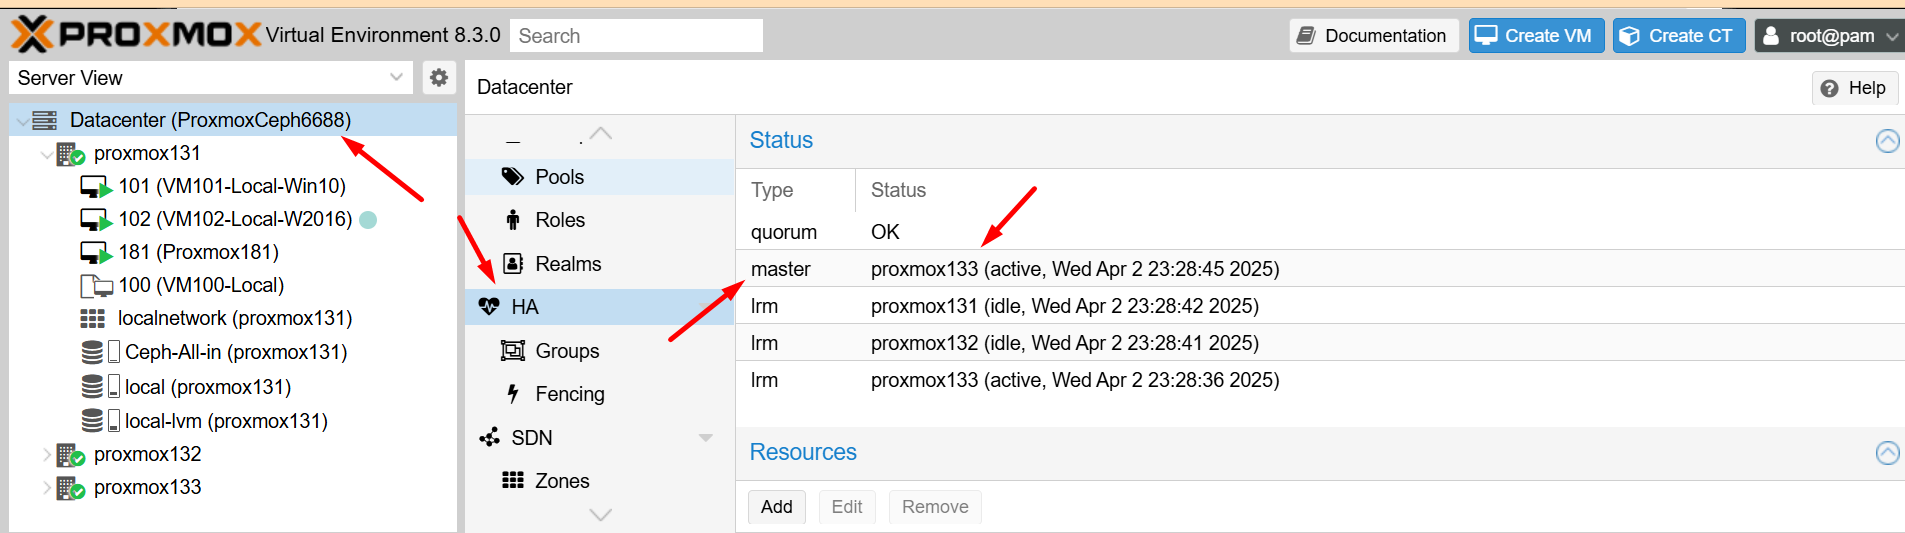 PROXMOX Virtual Environment 8.3.0 Search Documentation Create VM Create CT root@pam
Server View
Datacenter Help
Datacenter (ProxmoxCeph6688)
proxmox131
101 (VM101-Local-Win10)
102 (VM102-Local-W2016)
181 (Proxmox181)
100 (VM100-Local)
localnetwork (proxmox131)
Ceph-All-in (proxmox131)
local (proxmox131)
local-lvm (proxmox131)
proxmox132
proxmox133
Pools
Roles
Realms
HA
Groups
Fencing
SDN
Zones
Status
Type Status
quorum OK
master proxmox133 (active, Wed Apr 2 23:28:45 2025)
lrm proxmox131 (idle, Wed Apr 2 23:28:42 2025)
lrm proxmox132 (idle, Wed Apr 2 23:28:41 2025)
lrm proxmox133 (active, Wed Apr 2 23:28:36 2025)
Resources
Add Edit Remove